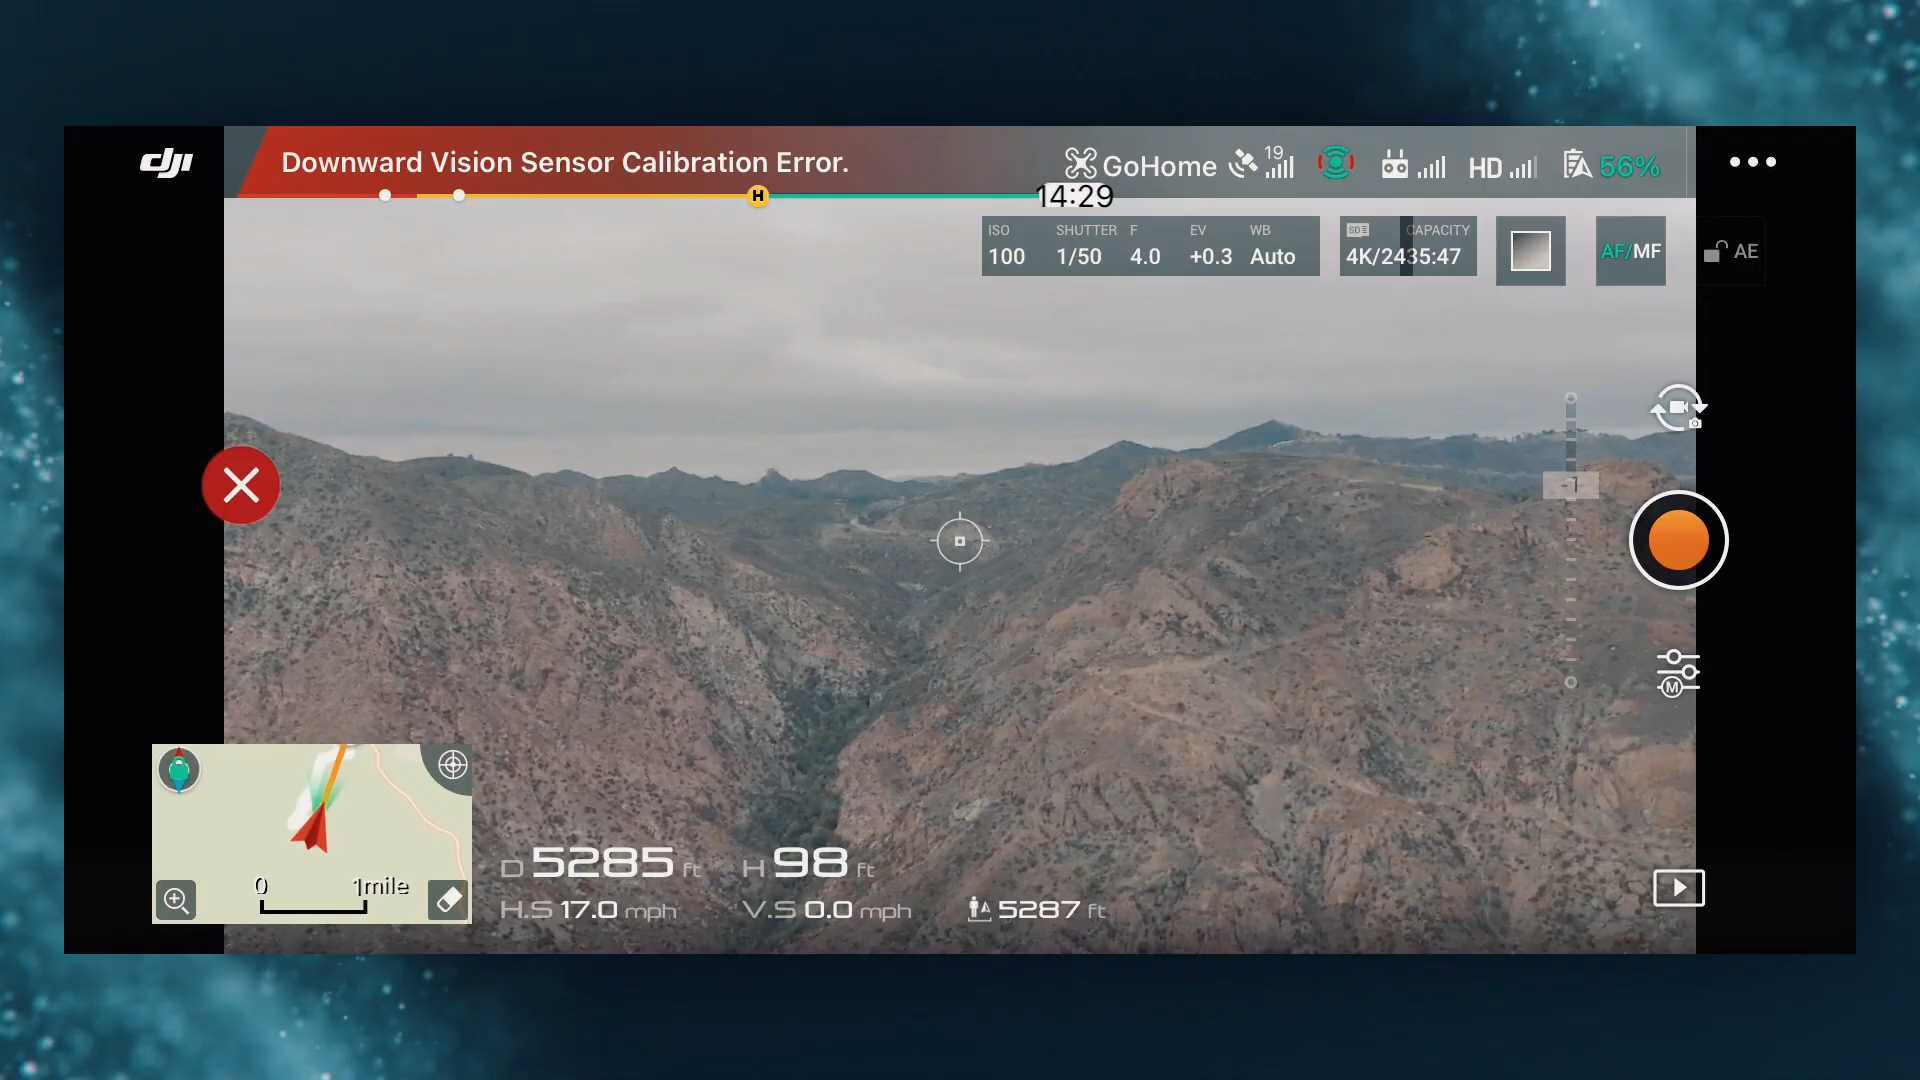 dji
Downward Vision Sensor Calibration Error.
GoHome
19
HD
56%
H
14:29
ISO
100
SHUTTER
1/50
F
4.0
EV
+0.3
WB
Auto
SD
CAPACITY
4K/24
35:47
AF/MF
AE
-1
M
0
1mile
D 5285 ft
H 98 ft
H.S 17.0 mph
V.S 0.0 mph
5287 ft